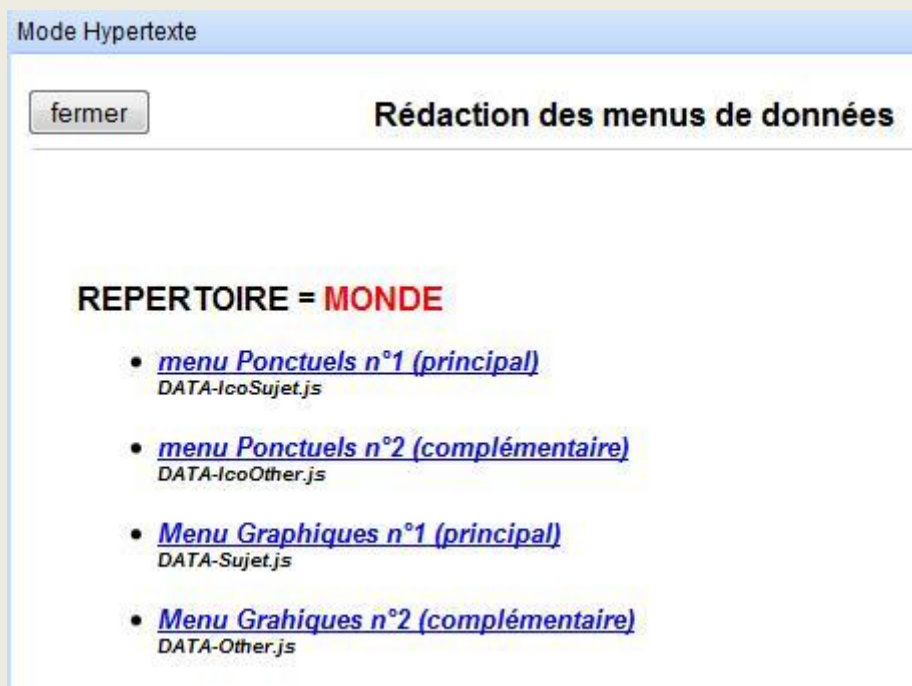 Mode Hypertexte
fermer
Rédaction des menus de données
REPERTOIRE = MONDE
menu Ponctuels n°1 (principal)
DATA-IcoSujet.js
menu Ponctuels n°2 (complémentaire)
DATA-IcoOther.js
Menu Graphiques n°1 (principal)
DATA-Sujet.js
Menu Grahiques n°2 (complémentaire)
DATA-Other.js